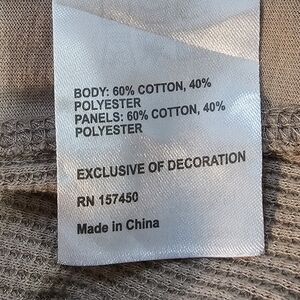 BODY: 60% COTTON, 40%
POLYESTER
PANELS: 60% COTTON, 40%
POLYESTER
EXCLUSIVE OF DECORATION
RN 157450
Made in China